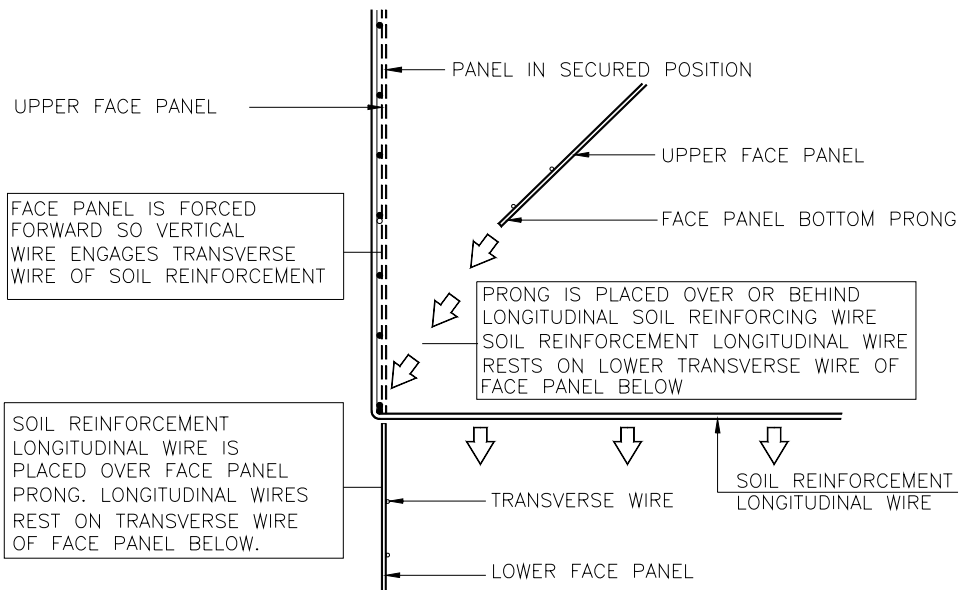 PANEL IN SECURED POSITION
UPPER FACE PANEL
UPPER FACE PANEL
FACE PANEL BOTTOM PRONG
FACE PANEL IS FORCED
FORWARD SO VERTICAL
WIRE ENGAGES TRANSVERSE
WIRE OF SOIL REINFORCEMENT
PRONG IS PLACED OVER OR BEHIND
LONGITUDINAL SOIL REINFORCING WIRE
SOIL REINFORCEMENT LONGITUDINAL WIRE
RESTS ON LOWER TRANSVERSE WIRE OF
FACE PANEL BELOW
SOIL REINFORCEMENT
LONGITUDINAL WIRE IS
PLACED OVER FACE PANEL
PRONG. LONGITUDINAL WIRES
REST ON TRANSVERSE WIRE
OF FACE PANEL BELOW.
SOIL REINFORCEMENT
LONGITUDINAL WIRE
TRANSVERSE WIRE
LOWER FACE PANEL